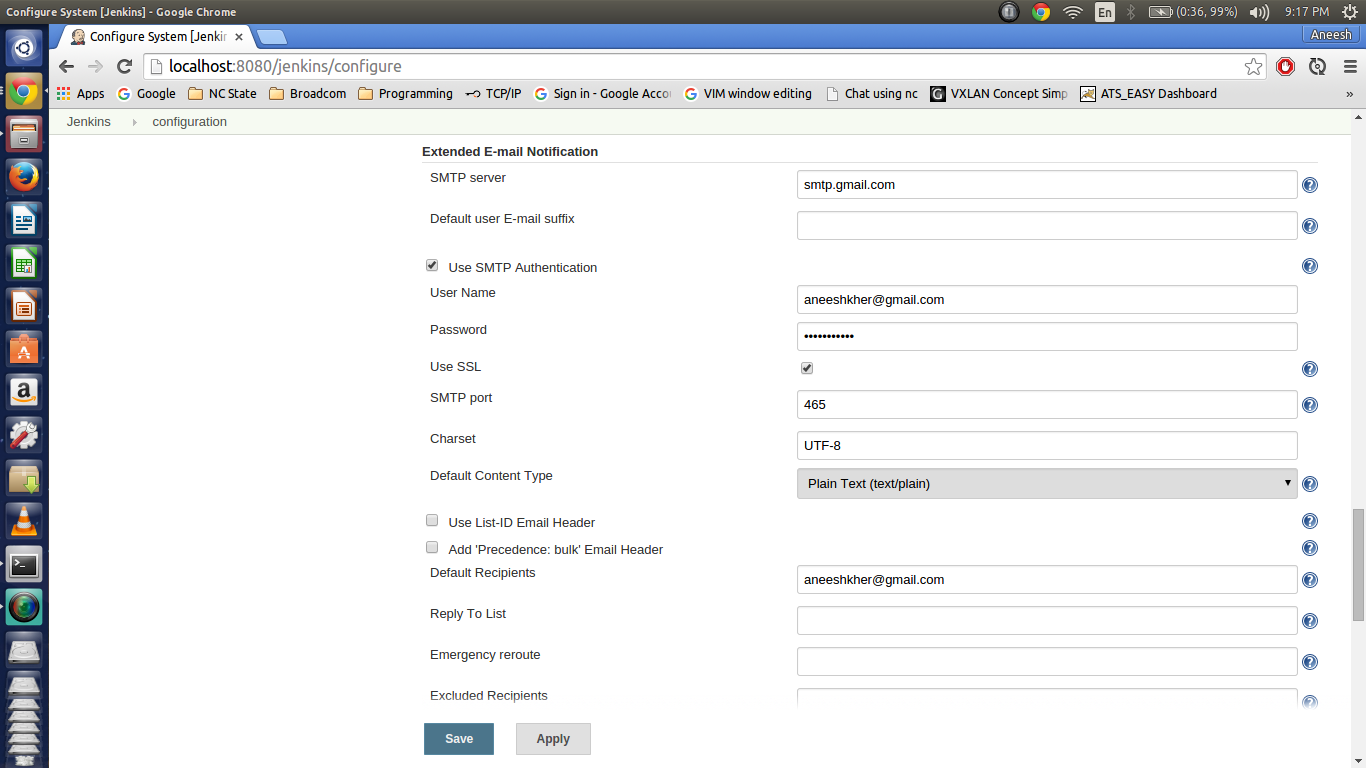 Configure System [Jenkins] - Google Chrome En (0:36, 99%) 9:17 PM
Configure System [Jenkin × Aneesh
localhost:8080/jenkins/configure
Apps Google NC State Broadcom Programming TCP/IP Sign in - Google Accou VIM window editing Chat using nc VXLAN Concept Simp ATS_EASY Dashboard »
Jenkins configuration
Extended E-mail Notification
SMTP server smtp.gmail.com
Default user E-mail suffix
Use SMTP Authentication
User Name aneeshkher@gmail.com
Password •••••••••••
Use SSL
SMTP port 465
Charset UTF-8
Default Content Type Plain Text (text/plain)
Use List-ID Email Header
Add 'Precedence: bulk' Email Header
Default Recipients aneeshkher@gmail.com
Reply To List
Emergency reroute
Excluded Recipients
Save Apply